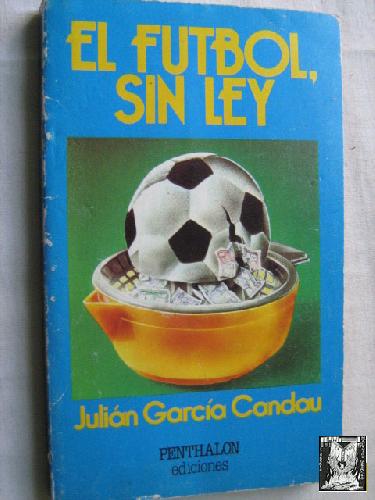 EL FUTBOL,
SIN LEY
Julián García Candau
PENTHALON
ediciones